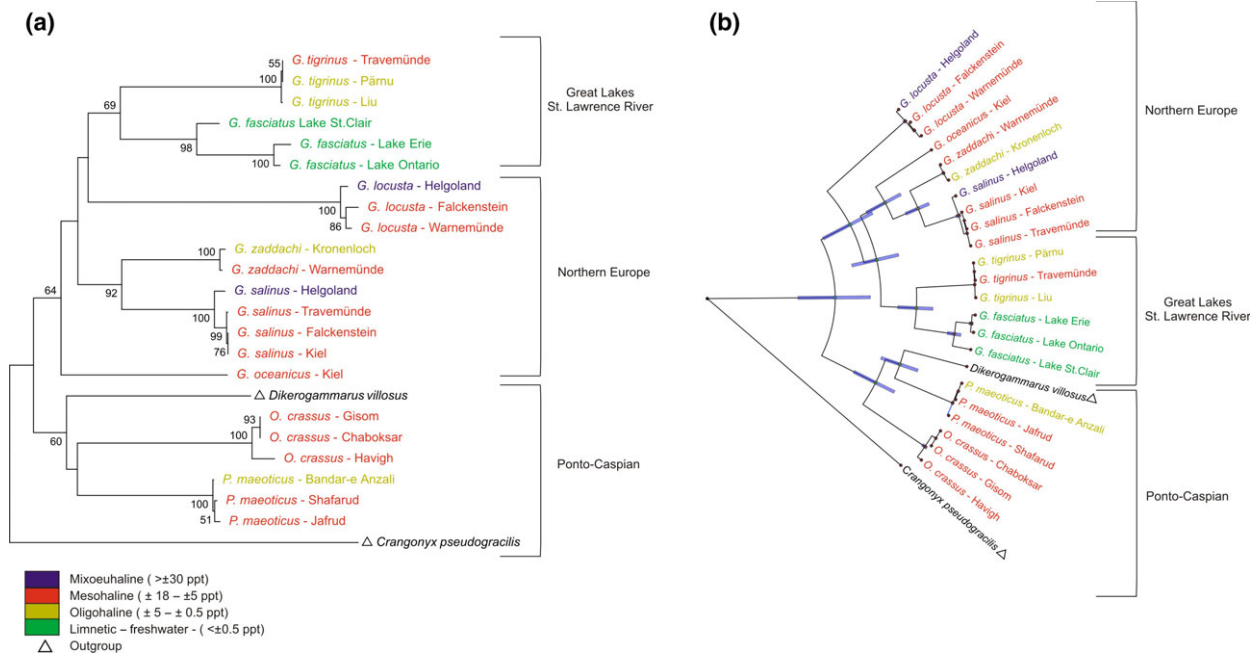 (a)
55
G. tigrinus - Travemünde
100
G. tigrinus - Pärnu
G. tigrinus - Liu
69
G. fasciatus Lake St.Clair
98
G. fasciatus - Lake Erie
100
G. fasciatus - Lake Ontario
Great Lakes
St. Lawrence River
G. locusta - Helgoland
100
G. locusta - Falckenstein
86
G. locusta - Warnemünde
G. zaddachi - Kronenloch
100
G. zaddachi - Warnemünde
92
G. salinus - Helgoland
64
100
G. salinus - Travemünde
99
G. salinus - Falckenstein
76
G. salinus - Kiel
G. oceanicus - Kiel
Northern Europe
△ Dikerogammarus villosus
93
O. crassus - Gisom
60
100
O. crassus - Chaboksar
O. crassus - Havigh
P. maeoticus - Bandar-e Anzali
100
P. maeoticus - Shafarud
51
P. maeoticus - Jafrud
△ Crangonyx pseudogracilis
Ponto-Caspian
Mixoeuhaline ( >±30 ppt)
Mesohaline ( ± 18 – ±5 ppt)
Oligohaline ( ± 5 – ± 0.5 ppt)
Limnetic – freshwater - ( <±0.5 ppt)
△ Outgroup
(b)
G. locusta - Helgoland
G. locusta - Falckenstein
G. locusta - Warnemünde
G. oceanicus - Kiel
G. zaddachi - Warnemünde
G. zaddachi - Kronenloch
G. salinus - Helgoland
G. salinus - Kiel
G. salinus - Falckenstein
G. salinus - Travemünde
Northern Europe
G. tigrinus - Pärnu
G. tigrinus - Travemünde
G. tigrinus - Liu
G. fasciatus - Lake Erie
G. fasciatus - Lake Ontario
G. fasciatus - Lake St.Clair
Great Lakes
St. Lawrence River
Dikerogammarus villosus △
P. maeoticus - Bandar-e Anzali
P. maeoticus - Jafrud
P. maeoticus - Shafarud
O. crassus - Chaboksar
O. crassus - Gisom
O. crassus - Havigh
Crangonyx pseudogracilis △
Ponto-Caspian